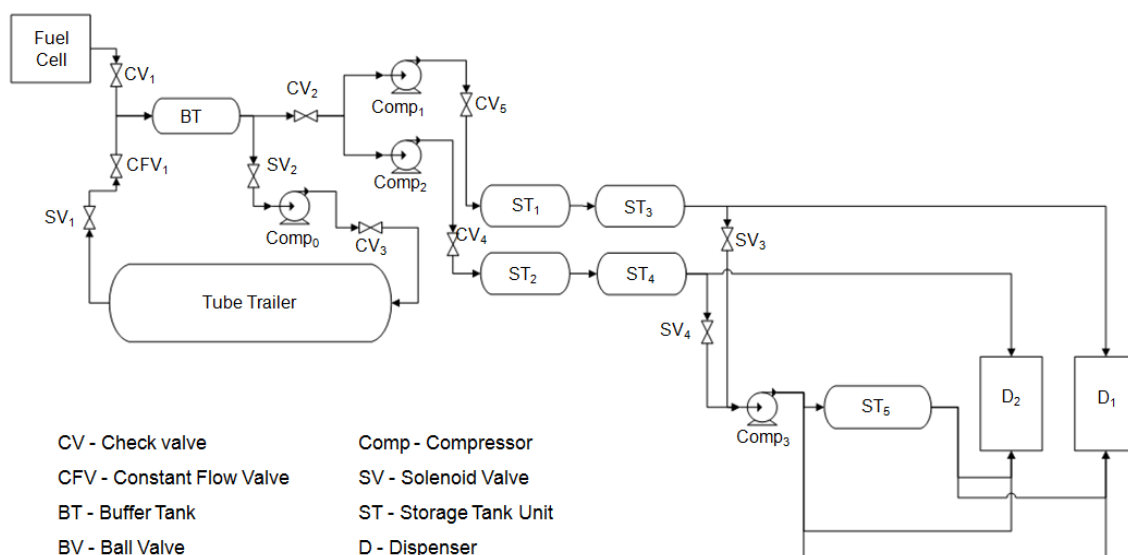 Fuel
Cell
CV₁
CV₂
Comp₁
CV₅
BT
CFV₁
SV₂
Comp₂
SV₁
Comp₀
CV₃
CV₄
ST₁
ST₃
SV₃
ST₂
ST₄
Tube Trailer
SV₄
Comp₃
ST₅
D₂
D₁
CV - Check valve
CFV - Constant Flow Valve
BT - Buffer Tank
BV - Ball Valve
Comp - Compressor
SV - Solenoid Valve
ST - Storage Tank Unit
D - Dispenser